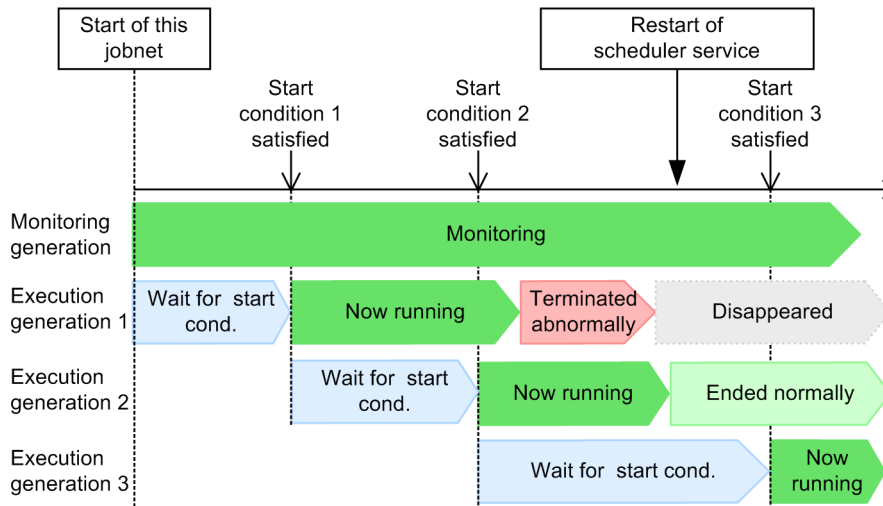 Start of this
jobnet
Restart of
scheduler service
Start
condition 1
satisfied
Start
condition 2
satisfied
Start
condition 3
satisfied
Monitoring
generation
Monitoring
Execution
generation 1
Wait for start
cond.
Now running
Terminated
abnormally
Disappeared
Execution
generation 2
Wait for start
cond.
Now running
Ended normally
Execution
generation 3
Wait for start cond.
Now
running